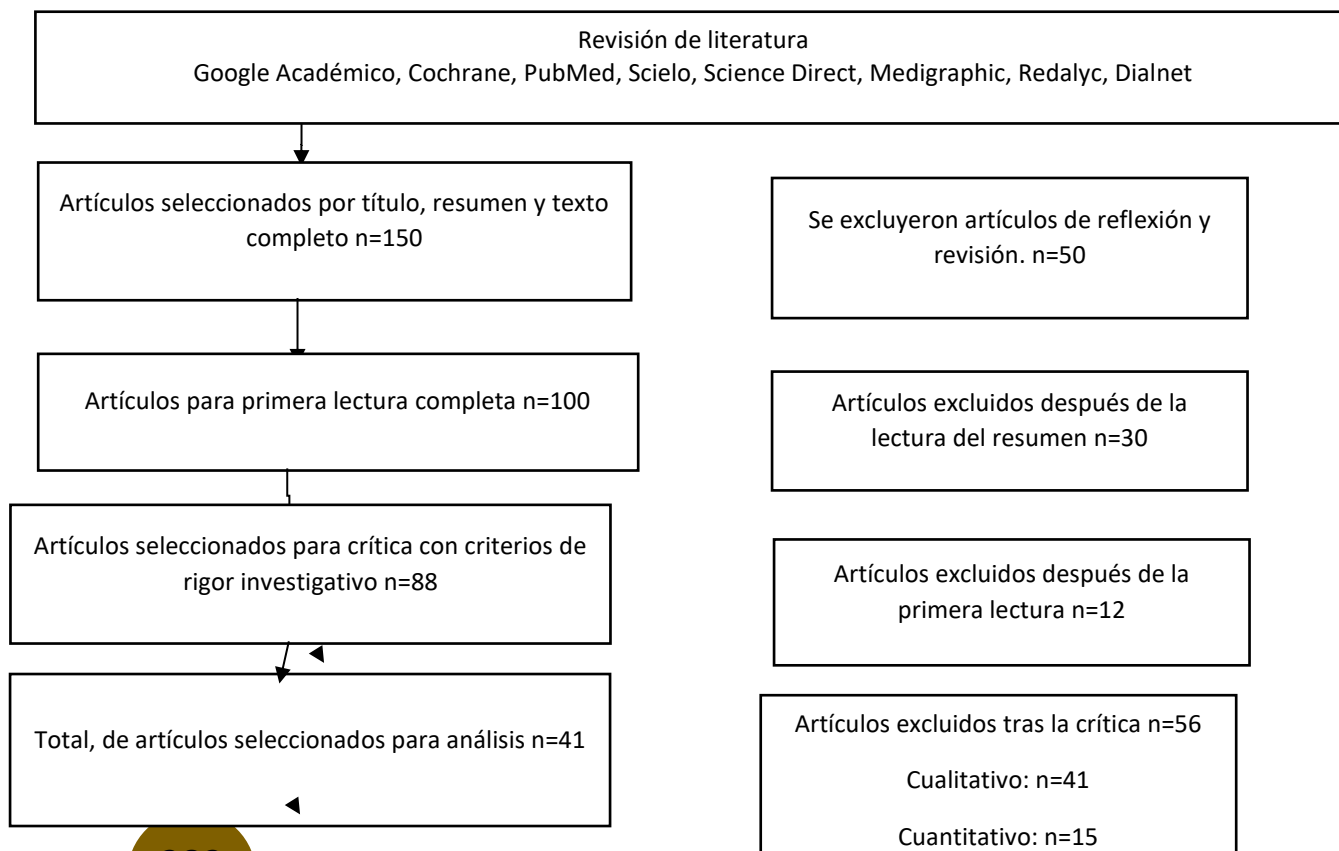 Revisión de literatura
Google Académico, Cochrane, PubMed, Scielo, Science Direct, Medigraphic, Redalyc, Dialnet
Artículos seleccionados por título, resumen y texto
completo n=150
Se excluyeron artículos de reflexión y
revisión. n=50
Artículos para primera lectura completa n=100
Artículos excluidos después de la
lectura del resumen n=30
Artículos seleccionados para crítica con criterios de
rigor investigativo n=88
Artículos excluidos después de la
primera lectura n=12
Total, de artículos seleccionados para análisis n=41
Artículos excluidos tras la crítica n=56
Cualitativo: n=41
Cuantitativo: n=15